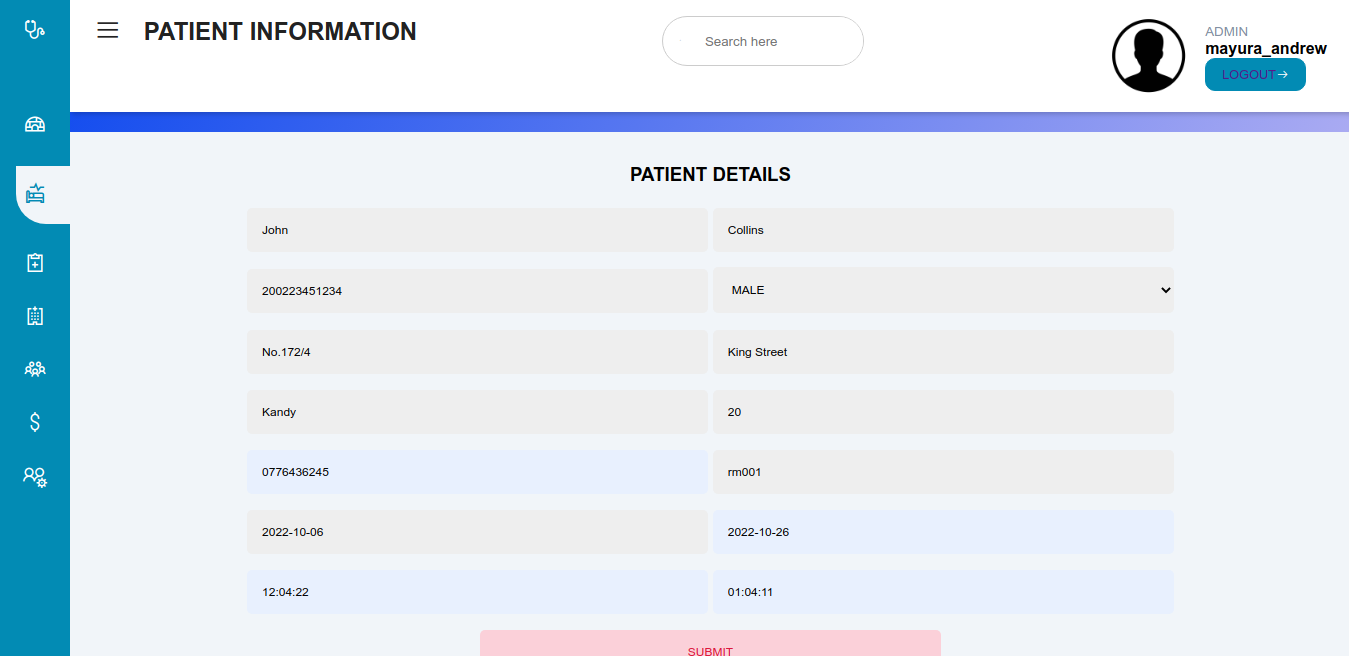 PATIENT INFORMATION
Search here
ADMIN
mayura_andrew
LOGOUT→
PATIENT DETAILS
John Collins
200223451234 MALE
No.172/4 King Street
Kandy 20
0776436245 rm001
2022-10-06 2022-10-26
12:04:22 01:04:11
SUBMIT